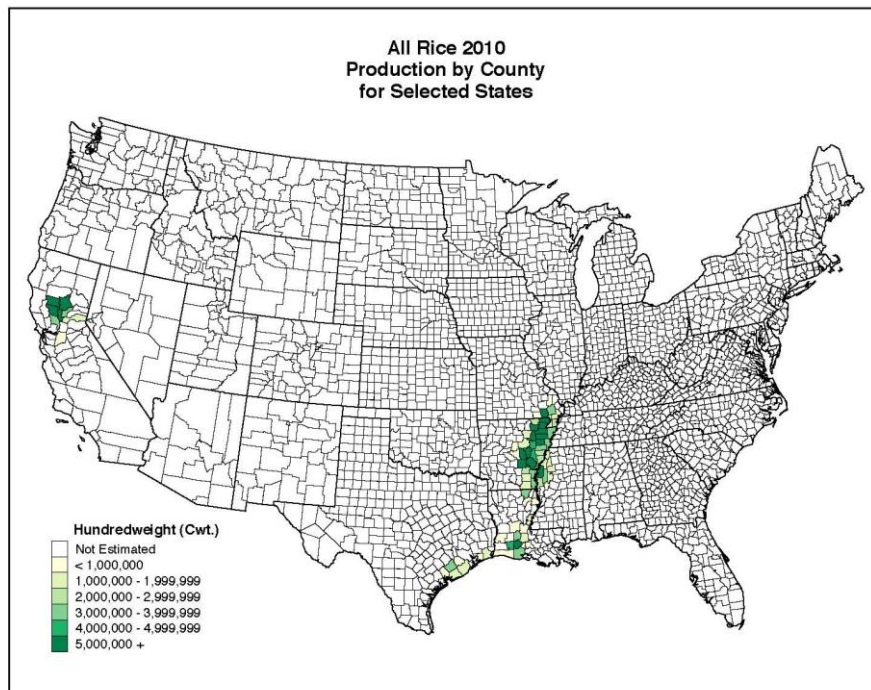 All Rice 2010
Production by County
for Selected States
Hundredweight (Cwt.)
Not Estimated
< 1,000,000
1,000,000 - 1,999,999
2,000,000 - 2,999,999
3,000,000 - 3,999,999
4,000,000 - 4,999,999
5,000,000 +